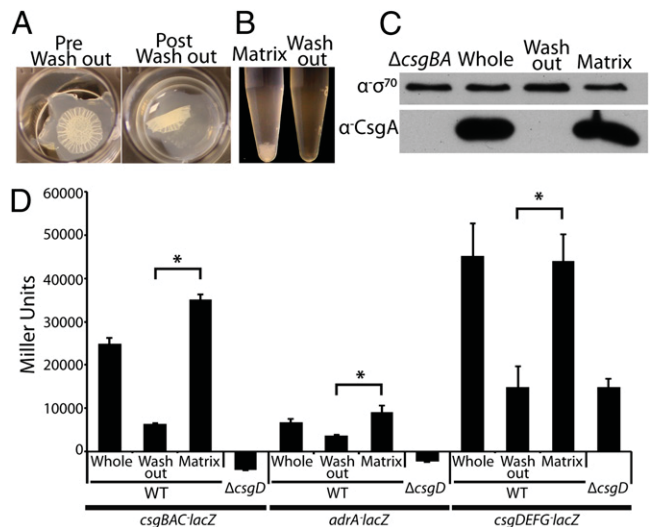 A
Pre
Wash out
Post
Wash out
B
Matrix
Wash
out
C
ΔcsgBA
Whole
Wash
out
Matrix
α-σ70
α-CsgA
D
Miller Units
60000
50000
40000
30000
20000
10000
0
*
*
*
Whole
Wash
out
Matrix
WT
ΔcsgD
csgBAC-lacZ
Whole
Wash
out
Matrix
WT
ΔcsgD
adrA-lacZ
Whole
Wash
out
Matrix
WT
ΔcsgD
csgDEFG-lacZ